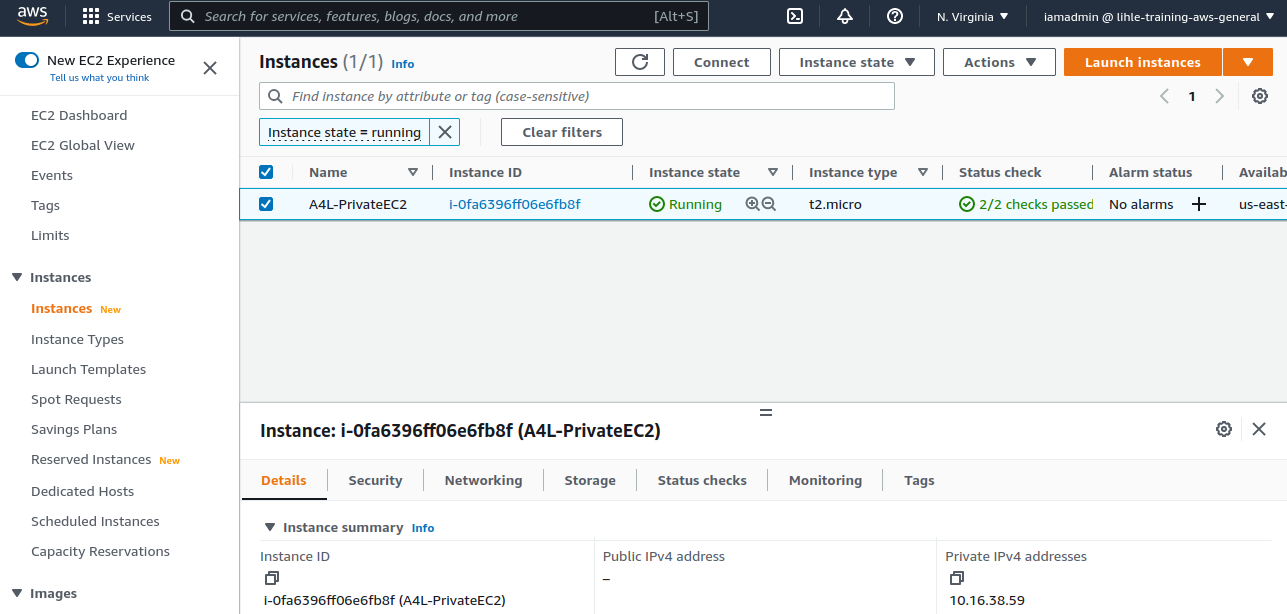 aws Services Search for services, features, blogs, docs, and more [Alt+S] N. Virginia iamadmin @ lihle-training-aws-general
New EC2 Experience
Tell us what you think
EC2 Dashboard
EC2 Global View
Events
Tags
Limits
Instances
Instances New
Instance Types
Launch Templates
Spot Requests
Savings Plans
Reserved Instances New
Dedicated Hosts
Scheduled Instances
Capacity Reservations
Images
Instances (1/1) Info Connect Instance state Actions Launch instances
Find instance by attribute or tag (case-sensitive) 1
Instance state = running Clear filters
Name Instance ID Instance state Instance type Status check Alarm status Availab
A4L-PrivateEC2 i-0fa6396ff06e6fb8f Running t2.micro 2/2 checks passed No alarms us-east-
Instance: i-0fa6396ff06e6fb8f (A4L-PrivateEC2)
Details Security Networking Storage Status checks Monitoring Tags
Instance summary Info
Instance ID Public IPv4 address Private IPv4 addresses
–
i-0fa6396ff06e6fb8f (A4L-PrivateEC2) 10.16.38.59